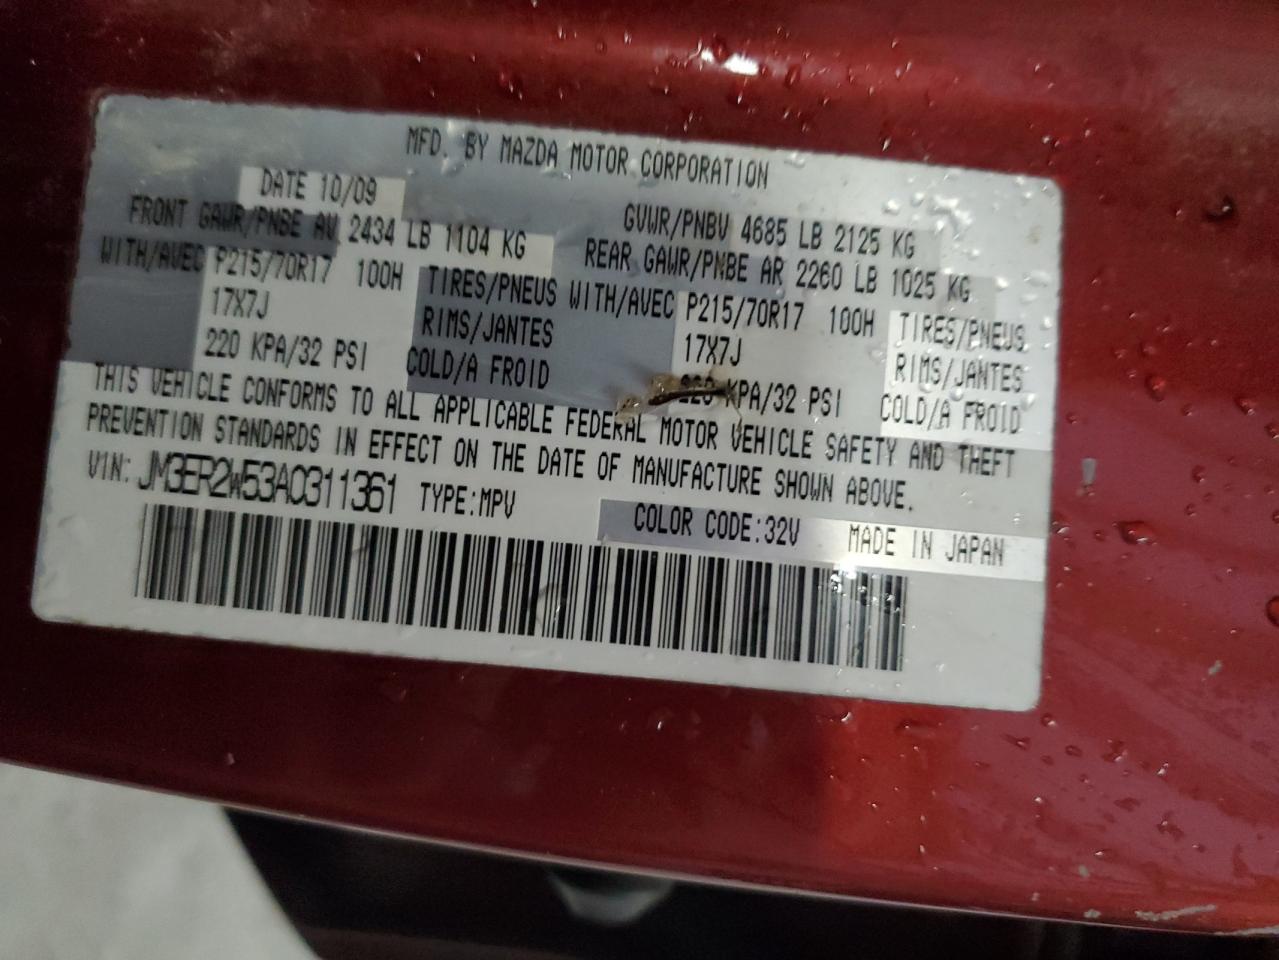 MFD. BY MAZDA MOTOR CORPORATION
DATE 10/09 GVWR/PNBV 4685 LB 2125 KG
FRONT GAWR/PNBE AV 2434 LB 1104 KG REAR GAWR/PNBE AR 2260 LB 1025 KG
WITH/AVEC P215/70R17 100H TIRES/PNEUS WITH/AVEC P215/70R17 100H TIRES/PNEUS
17X7J RIMS/JANTES 17X7J RIMS/JANTES
220 KPA/32 PSI COLD/A FROID 220 KPA/32 PSI COLD/A FROID
THIS VEHICLE CONFORMS TO ALL APPLICABLE FEDERAL MOTOR VEHICLE SAFETY AND THEFT
PREVENTION STANDARDS IN EFFECT ON THE DATE OF MANUFACTURE SHOWN ABOVE.
VIN: JM3ER2W53A0311361 TYPE:MPV COLOR CODE:32V MADE IN JAPAN